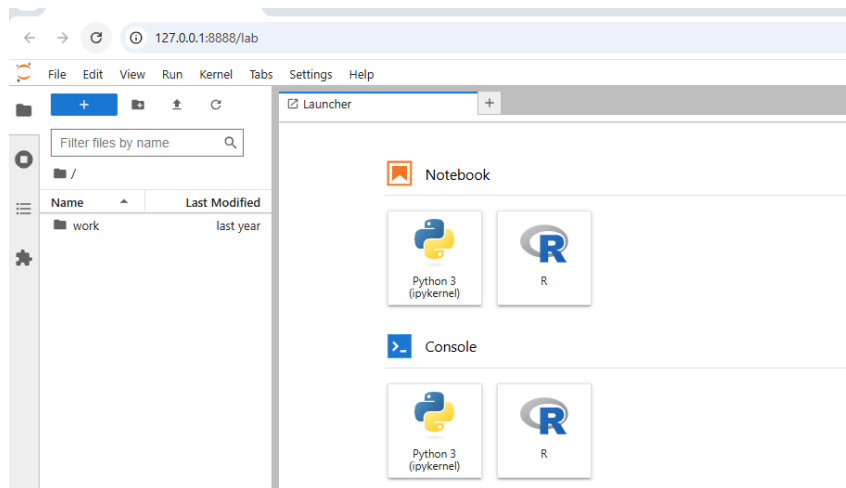 127.0.0.1:8888/lab
File Edit View Run Kernel Tabs Settings Help
+
Launcher
+
Filter files by name
/
Name Last Modified
work last year
Notebook
Python 3
(ipykernel)
R
Console
Python 3
(ipykernel)
R